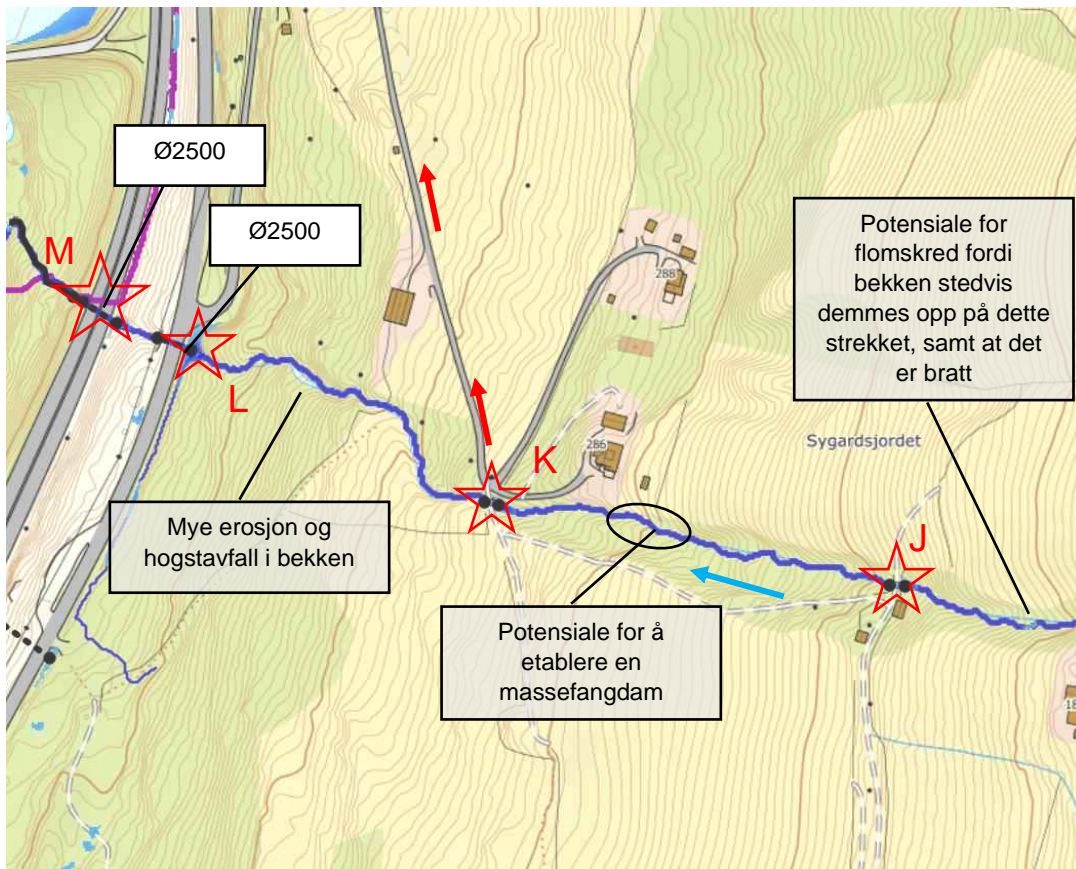 Ø2500
Ø2500
M
L
K
J
288
286
Sygardsjordet
Potensiale for
flomskred fordi
bekken stedvis
demmes opp på dette
strekket, samt at det
er bratt
Mye erosjon og
hogstavfall i bekken
Potensiale for å
etablere en
massefangdam
18